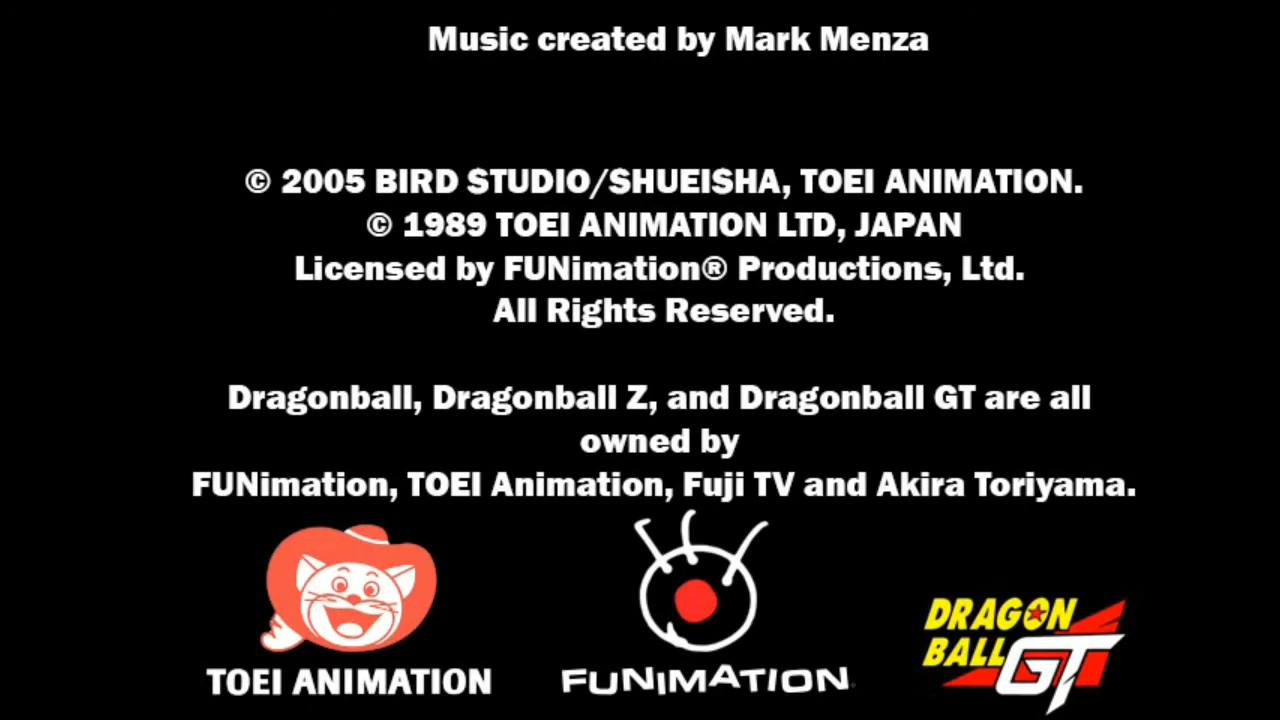 Music created by Mark Menza
© 2005 BIRD STUDIO/SHUEISHA, TOEI ANIMATION.
© 1989 TOEI ANIMATION LTD, JAPAN
Licensed by FUNimation® Productions, Ltd.
All Rights Reserved.
Dragonball, Dragonball Z, and Dragonball GT are all
owned by
FUNimation, TOEI Animation, Fuji TV and Akira Toriyama.
TOEI ANIMATION
FUNIMATION
DRAGON
BALL GT